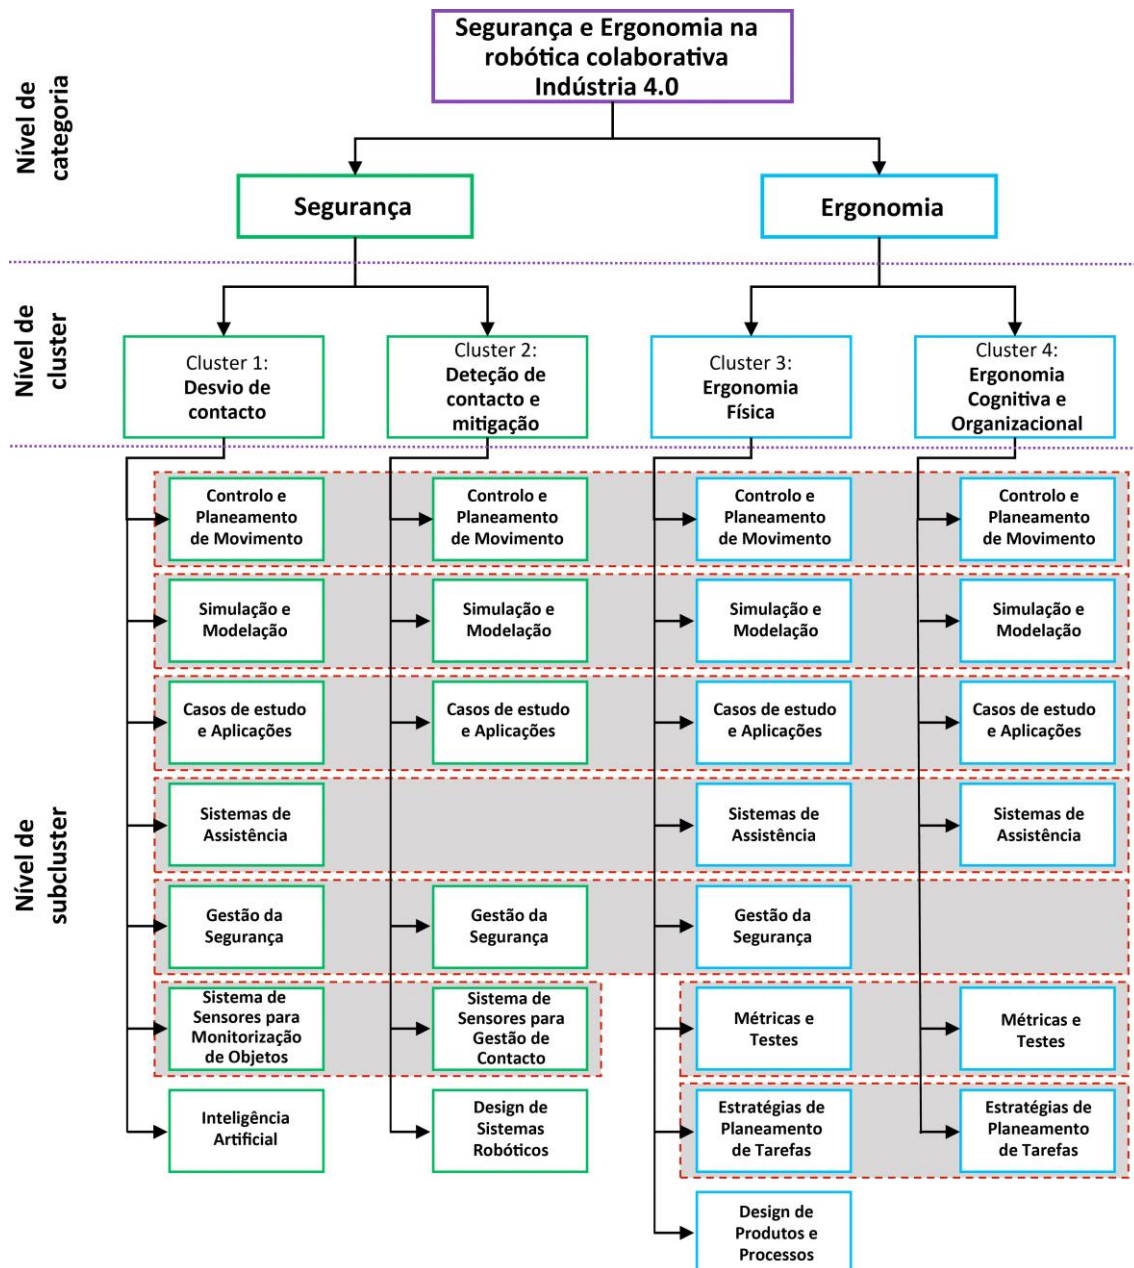 Segurança e Ergonomia na
robótica colaborativa
Indústria 4.0
Nível de
categoria
Segurança
Ergonomia
Nível de
cluster
Cluster 1:
Desvio de
contacto
Cluster 2:
Deteção de
contacto e
mitigação
Cluster 3:
Ergonomia
Física
Cluster 4:
Ergonomia
Cognitiva e
Organizacional
Nível de
subcluster
Controlo e
Planeamento
de Movimento
Controlo e
Planeamento
de Movimento
Controlo e
Planeamento
de Movimento
Controlo e
Planeamento
de Movimento
Simulação e
Modelação
Simulação e
Modelação
Simulação e
Modelação
Simulação e
Modelação
Casos de estudo
e Aplicações
Casos de estudo
e Aplicações
Casos de estudo
e Aplicações
Casos de estudo
e Aplicações
Sistemas de
Assistência
Sistemas de
Assistência
Sistemas de
Assistência
Gestão da
Segurança
Gestão da
Segurança
Gestão da
Segurança
Sistema de
Sensores para
Monitorização
de Objetos
Sistema de
Sensores para
Gestão de
Contacto
Métricas e
Testes
Métricas e
Testes
Inteligência
Artificial
Design de
Sistemas
Robóticos
Estratégias de
Planeamento
de Tarefas
Estratégias de
Planeamento
de Tarefas
Design de
Produtos e
Processos